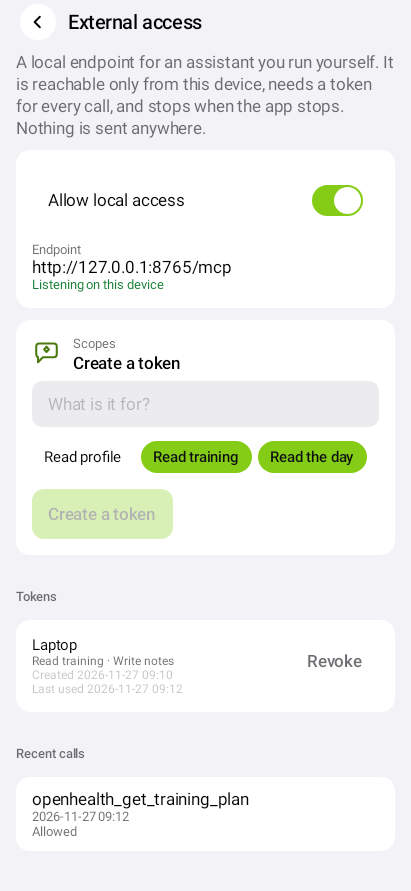 External access
A local endpoint for an assistant you run yourself. It
is reachable only from this device, needs a token
for every call, and stops when the app stops.
Nothing is sent anywhere.
Allow local access
Endpoint
http://127.0.0.1:8765/mcp
Listening on this device
Scopes
Create a token
What is it for?
Read profile
Read training
Read the day
Create a token
Tokens
Laptop
Read training · Write notes
Created 2026-11-27 09:10
Last used 2026-11-27 09:12
Revoke
Recent calls
openhealth_get_training_plan
2026-11-27 09:12
Allowed